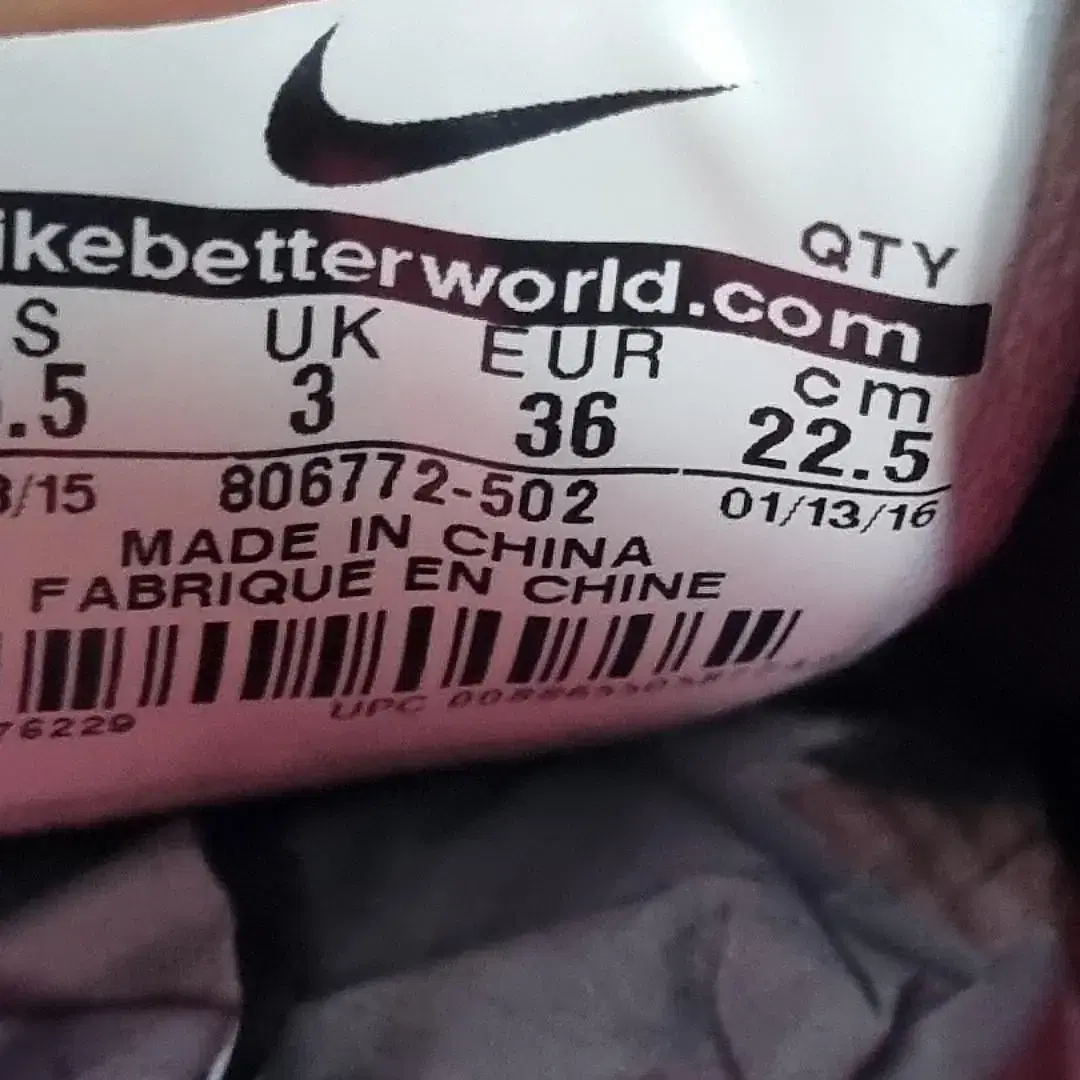 QTY
ikebetterworld.com
S UK EUR cm
.5 3 36 22.5
/15 806772-502 01/13/16
MADE IN CHINA
FABRIQUE EN CHINE
76229 UPC